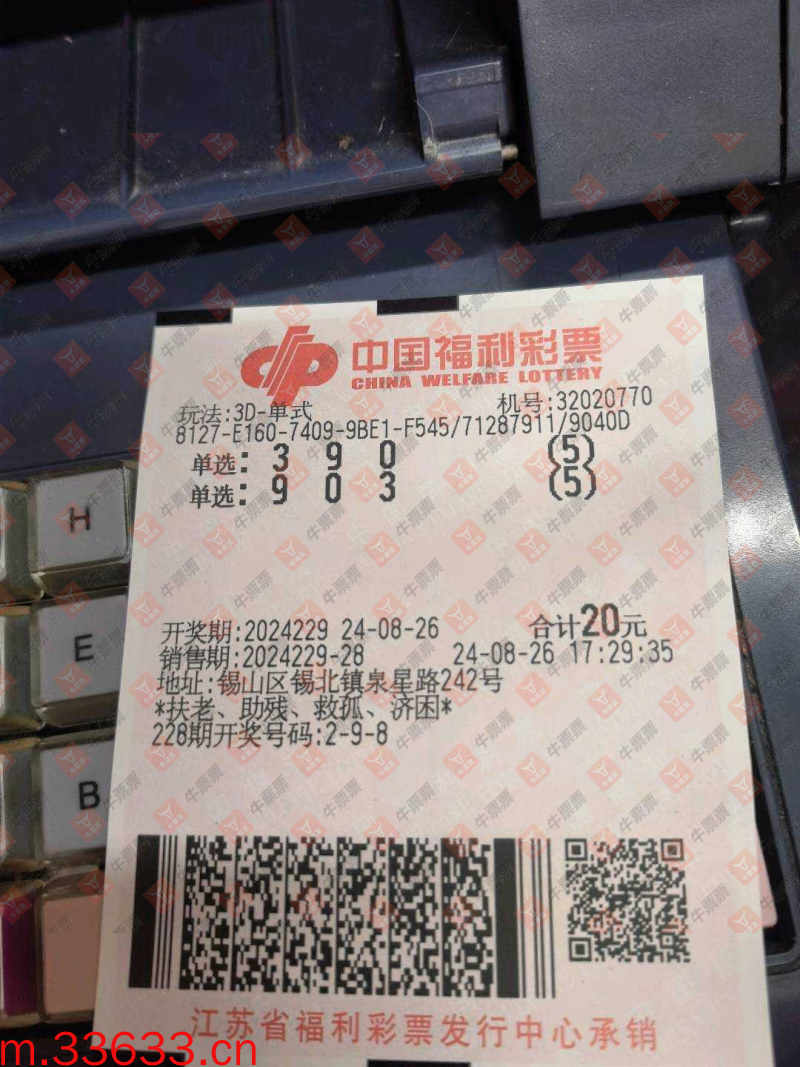 中国福利彩票
CHINA WELFARE LOTTERY
玩法:3D-单式 机号:32020770
8127-E160-7409-9BE1-F545/71287911/9040D
单选: 3 9 0 (5)
单选: 9 0 3 (5)
开奖期:2024229 24-08-26 合计20元
销售期:2024229-28 24-08-26 17:29:35
地址:锡山区锡北镇泉星路242号
*扶老、助残、救孤、济困*
228期开奖号码:2-9-8
江苏省福利彩票发行中心承销
H
E
B
牛票票
m.33633.cn